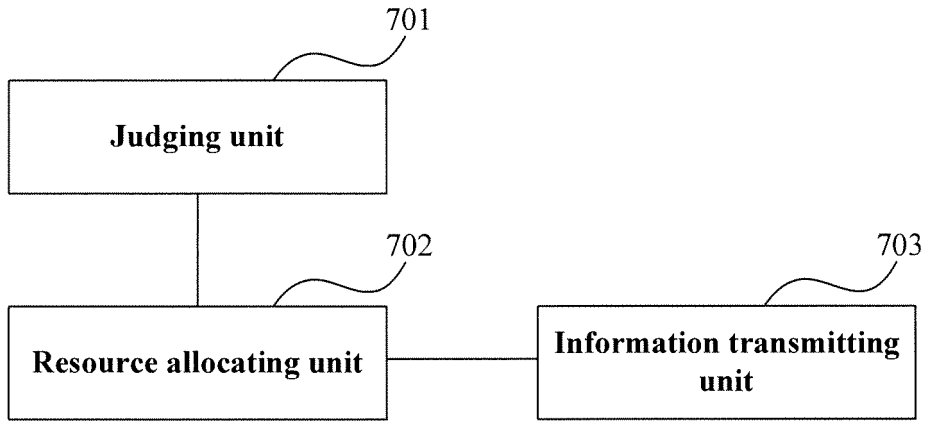 701
Judging unit
702
703
Resource allocating unit
Information transmitting
unit